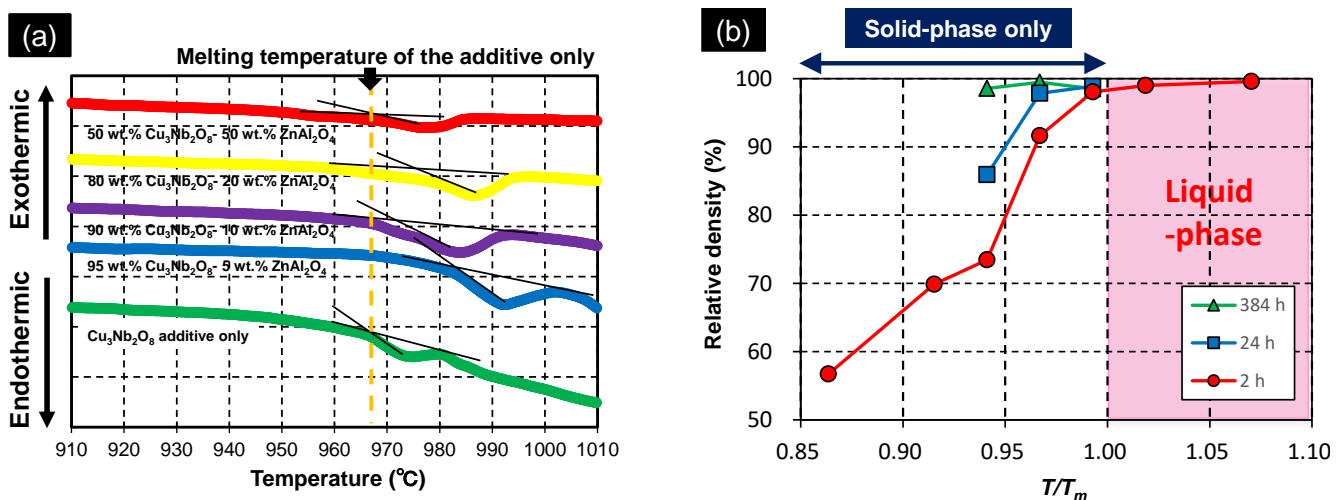 (a)
Melting temperature of the additive only
Exothermic
Endothermic
50 wt.% Cu₃Nb₂O₈- 50 wt.% ZnAl₂O₄
80 wt.% Cu₃Nb₂O₈- 20 wt.% ZnAl₂O₄
90 wt.% Cu₃Nb₂O₈- 10 wt.% ZnAl₂O₄
95 wt.% Cu₃Nb₂O₈- 5 wt.% ZnAl₂O₄
Cu₃Nb₂O₈ additive only
910 920 930 940 950 960 970 980 990 1000 1010
Temperature (℃)
(b)
Solid-phase only
Relative density (%)
100
90
80
70
60
50
Liquid
-phase
384 h
24 h
2 h
0.85 0.90 0.95 1.00 1.05 1.10
T/Tₘ